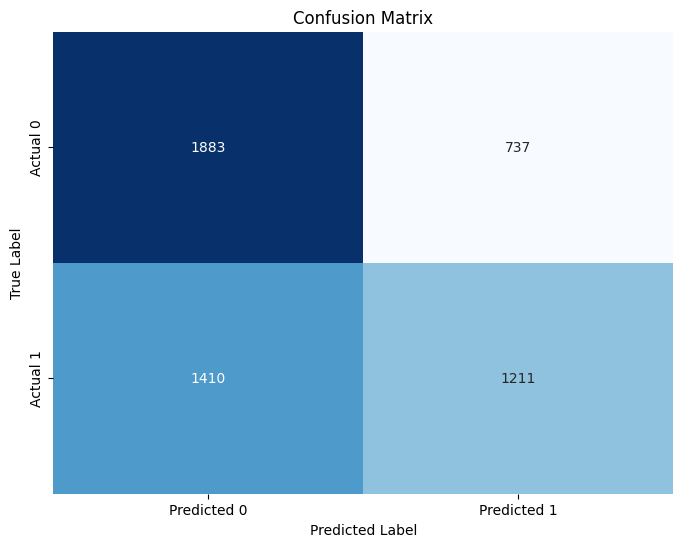 Confusion Matrix
True Label
Actual 0
1883
737
Actual 1
1410
1211
Predicted 0
Predicted 1
Predicted Label